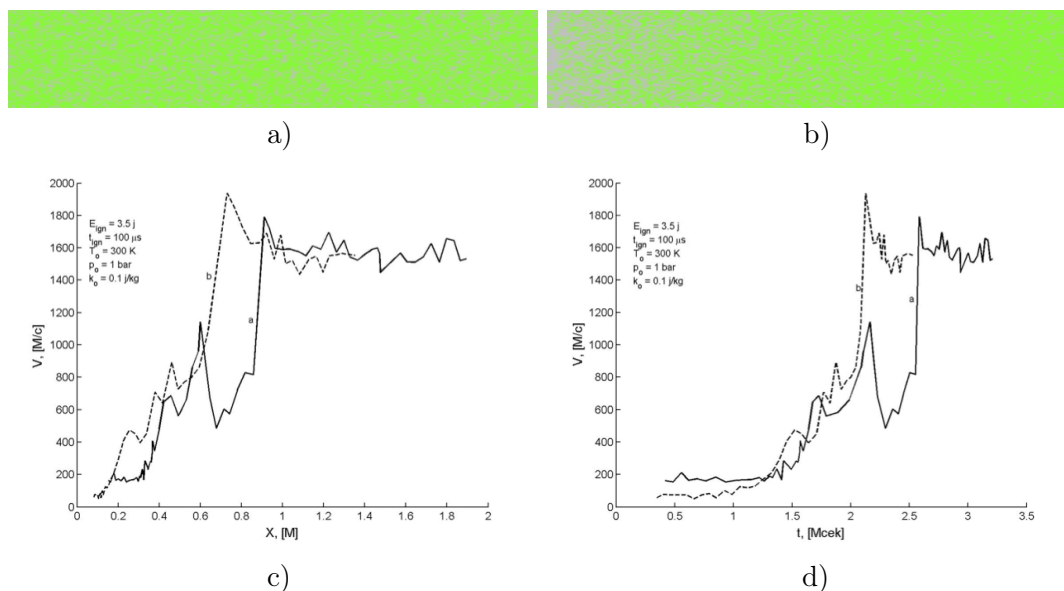 a)
b)
2000
1800
1600
1400
1200
1000
800
600
400
200
0
V, [M/c]
E_ign = 3.5 j
t_ign = 100 μs
T_o = 300 K
p_o = 1 bar
k_o = 0.1 j/kg
b
a
0 0.2 0.4 0.6 0.8 1 1.2 1.4 1.6 1.8 2
X, [M]
c)
2000
1800
1600
1400
1200
1000
800
600
400
200
0
V, [M/c]
E_ign = 3.5 j
t_ign = 100 μs
T_o = 300 K
p_o = 1 bar
k_o = 0.1 j/kg
b
a
0 0.5 1 1.5 2 2.5 3 3.5
t, [Mcek]
d)